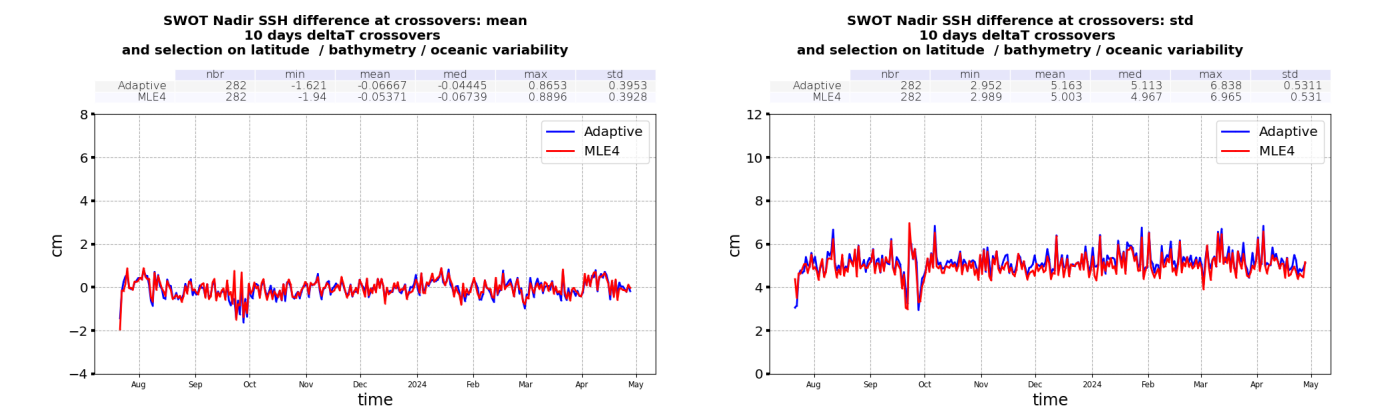 SWOT Nadir SSH difference at crossovers: mean
10 days deltaT crossovers
and selection on latitude / bathymetry / oceanic variability
nbr min mean med max std
Adaptive 282 -1.621 -0.06667 -0.04445 0.8653 0.3953
MLE4 282 -1.94 -0.05371 -0.06739 0.8896 0.3928
8
6
4
2
0
−2
−4
cm
Adaptive
MLE4
Aug Sep Oct Nov Dec 2024 Feb Mar Apr May
time
SWOT Nadir SSH difference at crossovers: std
10 days deltaT crossovers
and selection on latitude / bathymetry / oceanic variability
nbr min mean med max std
Adaptive 282 2.952 5.163 5.113 6.838 0.5311
MLE4 282 2.989 5.003 4.967 6.965 0.531
12
10
8
6
4
2
0
cm
Adaptive
MLE4
Aug Sep Oct Nov Dec 2024 Feb Mar Apr May
time